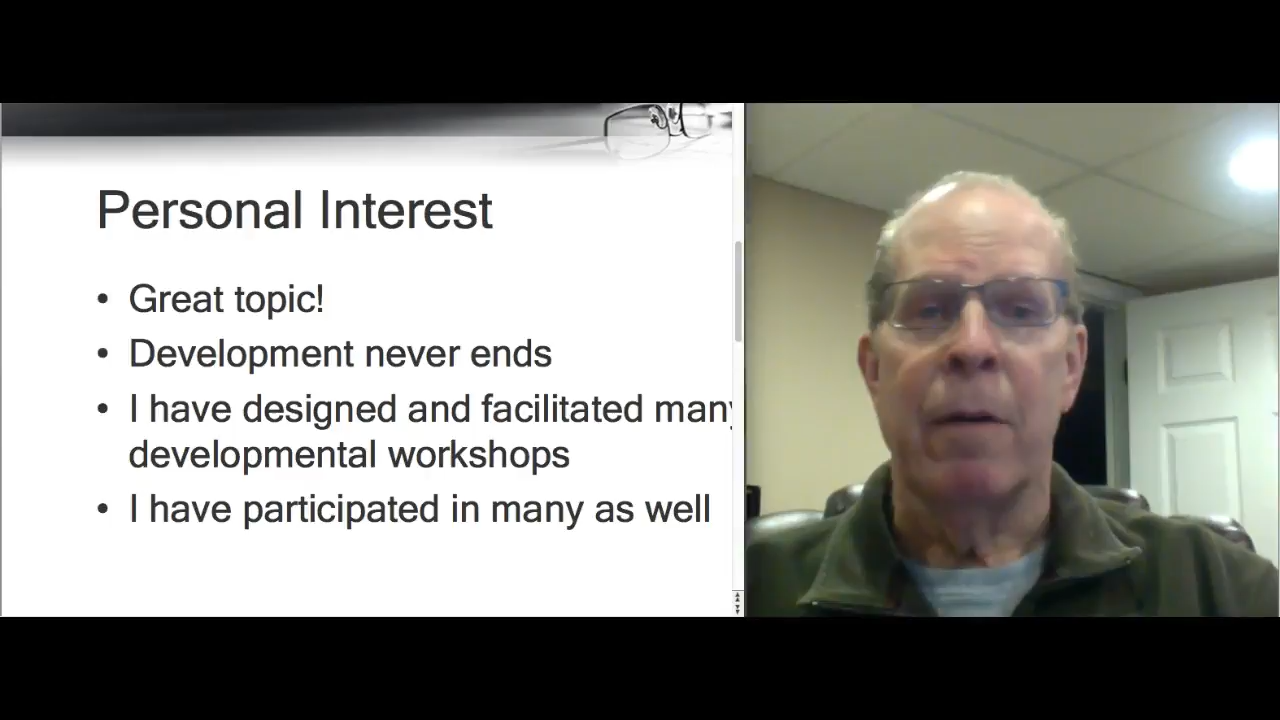 Personal Interest
• Great topic!
• Development never ends
• I have designed and facilitated many
developmental workshops
• I have participated in many as well